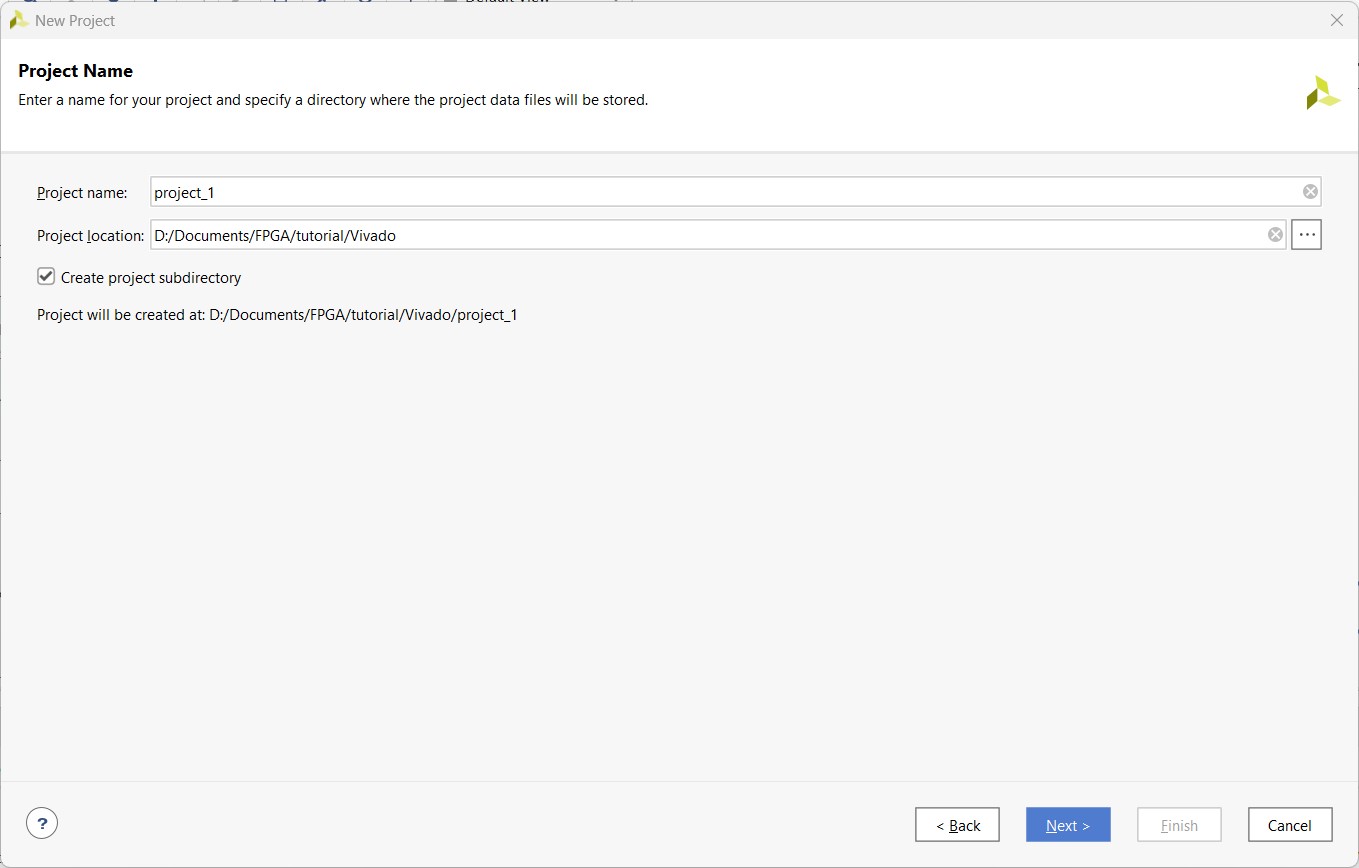 Default View
New Project
Project Name
Enter a name for your project and specify a directory where the project data files will be stored.
Project name: project_1
Project location: D:/Documents/FPGA/tutorial/Vivado ...
Create project subdirectory
Project will be created at: D:/Documents/FPGA/tutorial/Vivado/project_1
? < Back Next > Finish Cancel